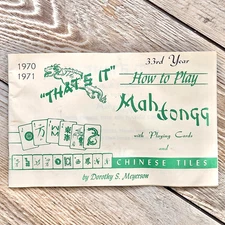 1970
1971
33rd Year
"THAT'S IT"
How to Play
Mah Jongg
with Playing Cards
and
CHINESE TILES
by Dorothy S. Meyerson